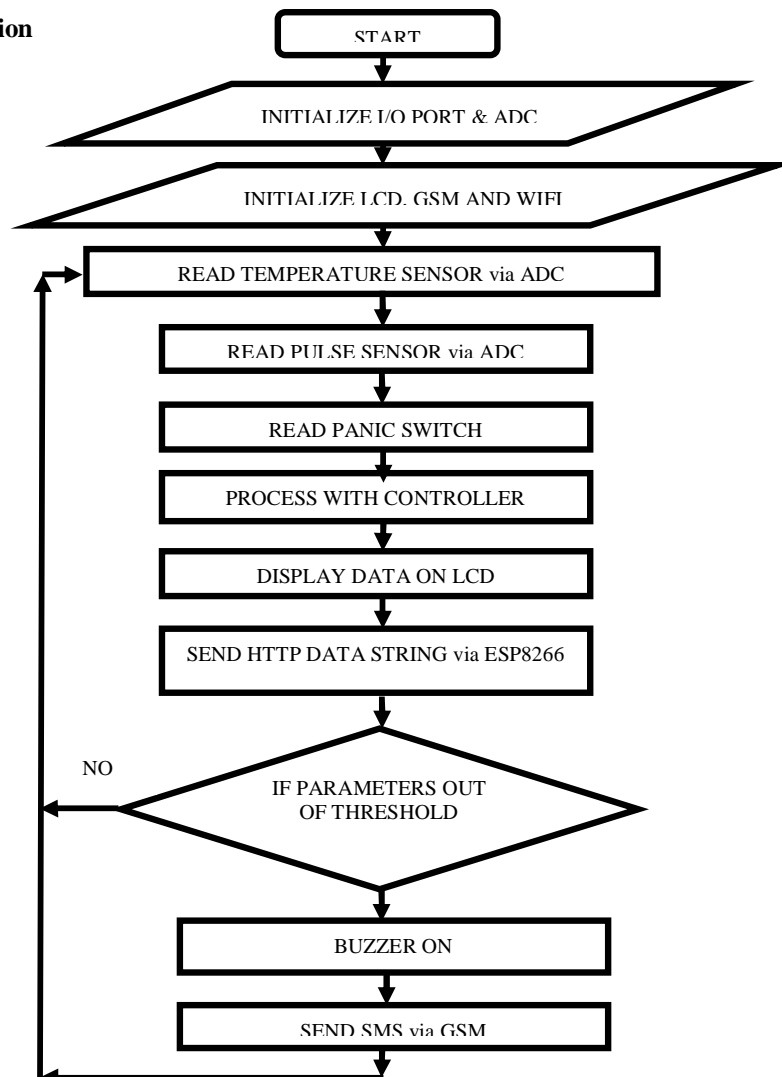 ion
START
INITIALIZE I/O PORT & ADC
INITIALIZE LCD, GSM AND WIFI
READ TEMPERATURE SENSOR via ADC
READ PULSE SENSOR via ADC
READ PANIC SWITCH
PROCESS WITH CONTROLLER
DISPLAY DATA ON LCD
SEND HTTP DATA STRING via ESP8266
NO
IF PARAMETERS OUT
OF THRESHOLD
BUZZER ON
SEND SMS via GSM